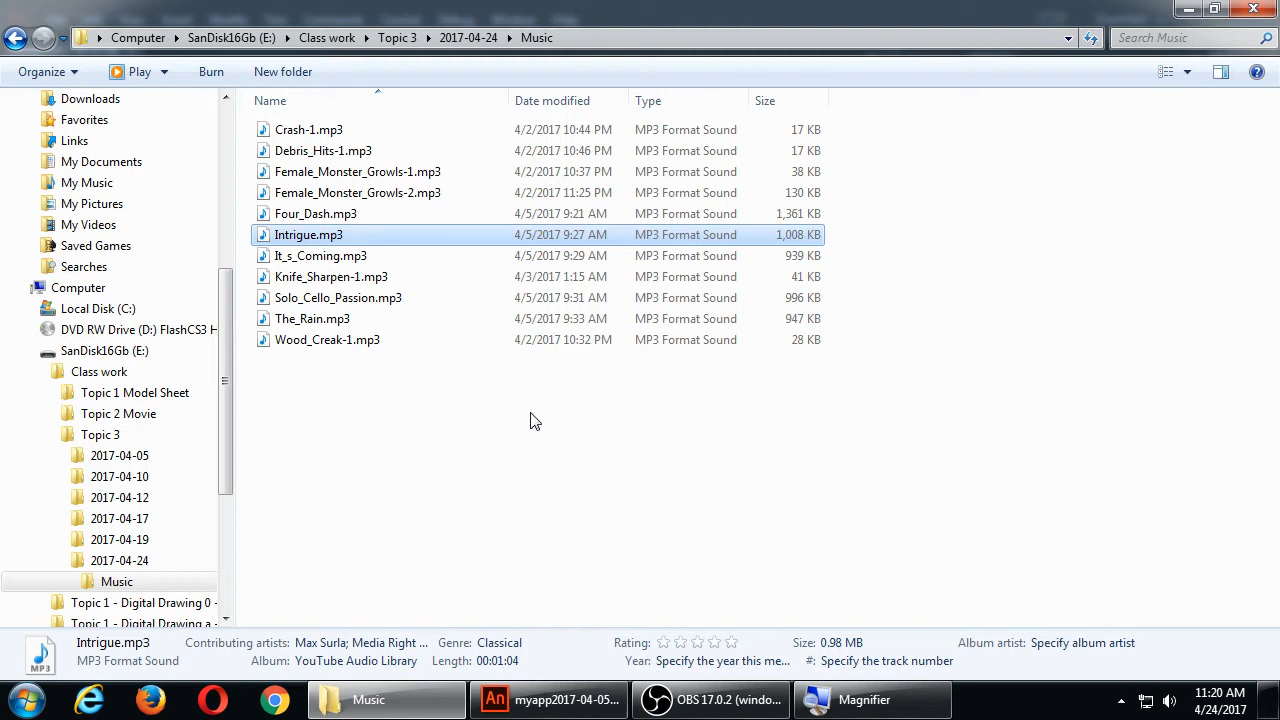 Computer SanDisk16Gb (E:) Class work Topic 3 2017-04-24 Music Search Music
Organize Play Burn New folder
Name Date modified Type Size
Downloads
Favorites
Links
My Documents
My Music
My Pictures
My Videos
Saved Games
Searches
Computer
Local Disk (C:)
DVD RW Drive (D:) FlashCS3 H
SanDisk16Gb (E:)
Class work
Topic 1 Model Sheet
Topic 2 Movie
Topic 3
2017-04-05
2017-04-10
2017-04-12
2017-04-17
2017-04-19
2017-04-24
Music
Topic 1 - Digital Drawing 0 -
Topic 1 - Digital Drawing a -
Crash-1.mp3 4/2/2017 10:44 PM MP3 Format Sound 17 KB
Debris_Hits-1.mp3 4/2/2017 10:46 PM MP3 Format Sound 17 KB
Female_Monster_Growls-1.mp3 4/2/2017 10:37 PM MP3 Format Sound 38 KB
Female_Monster_Growls-2.mp3 4/2/2017 11:25 PM MP3 Format Sound 130 KB
Four_Dash.mp3 4/5/2017 9:21 AM MP3 Format Sound 1,361 KB
Intrigue.mp3 4/5/2017 9:27 AM MP3 Format Sound 1,008 KB
It_s_Coming.mp3 4/5/2017 9:29 AM MP3 Format Sound 939 KB
Knife_Sharpen-1.mp3 4/3/2017 1:15 AM MP3 Format Sound 41 KB
Solo_Cello_Passion.mp3 4/5/2017 9:31 AM MP3 Format Sound 996 KB
The_Rain.mp3 4/5/2017 9:33 AM MP3 Format Sound 947 KB
Wood_Creak-1.mp3 4/2/2017 10:32 PM MP3 Format Sound 28 KB
Intrigue.mp3 Contributing artists: Max Surla; Media Right ... Genre: Classical Rating: Size: 0.98 MB Album artist: Specify album artist
MP3 Format Sound Album: YouTube Audio Library Length: 00:01:04 Year: Specify the year this me... #: Specify the track number
MP3
Music An myapp2017-04-05... OBS 17.0.2 (windo... Magnifier 11:20 AM
4/24/2017